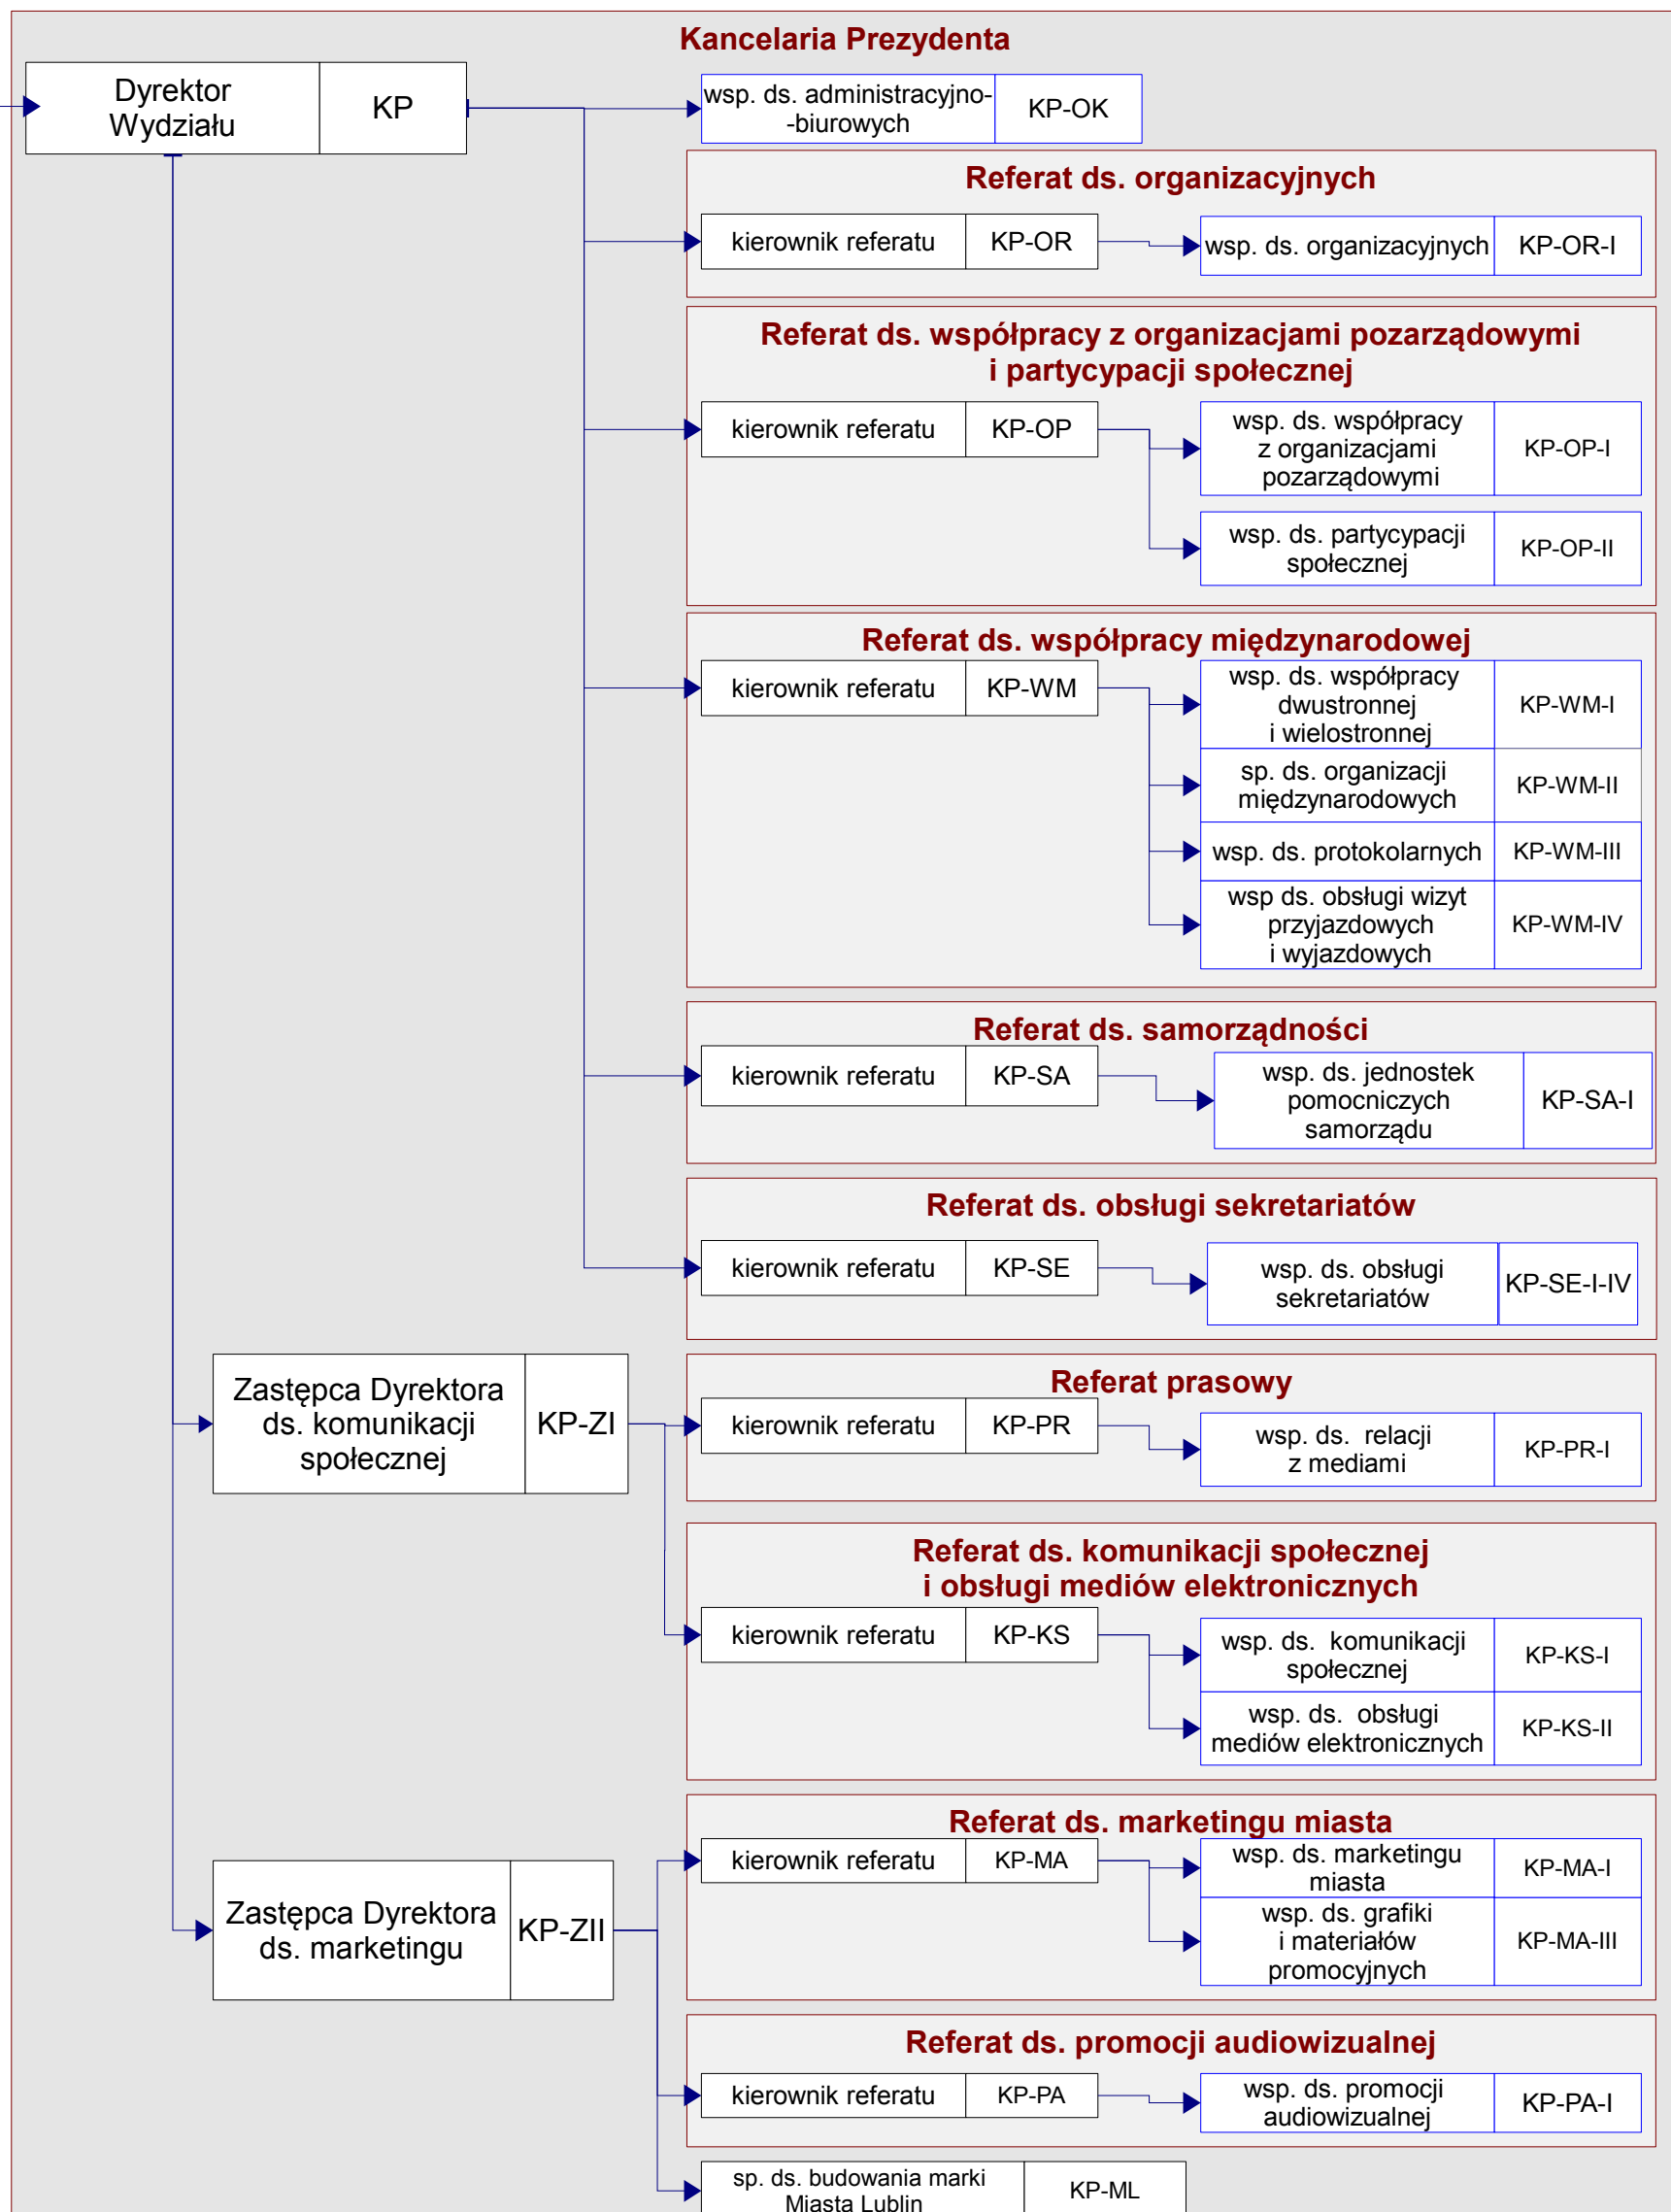 Kancelaria Prezydenta
Dyrektor
Wydziału
KP
wsp. ds. administracyjno-
-biurowych
KP-OK
Referat ds. organizacyjnych
kierownik referatu
KP-OR
wsp. ds. organizacyjnych
KP-OR-I
Referat ds. współpracy z organizacjami pozarządowymi
i partycypacji społecznej
kierownik referatu
KP-OP
wsp. ds. współpracy
z organizacjami
pozarządowymi
KP-OP-I
wsp. ds. partycypacji
społecznej
KP-OP-II
Referat ds. współpracy międzynarodowej
kierownik referatu
KP-WM
wsp. ds. współpracy
dwustronnej
i wielostronnej
KP-WM-I
sp. ds. organizacji
międzynarodowych
KP-WM-II
wsp. ds. protokolarnych
KP-WM-III
wsp ds. obsługi wizyt
przyjazdowych
i wyjazdowych
KP-WM-IV
Referat ds. samorządności
kierownik referatu
KP-SA
wsp. ds. jednostek
pomocniczych
samorządu
KP-SA-I
Referat ds. obsługi sekretariatów
kierownik referatu
KP-SE
wsp. ds. obsługi
sekretariatów
KP-SE-I-IV
Zastępca Dyrektora
ds. komunikacji
społecznej
KP-ZI
Referat prasowy
kierownik referatu
KP-PR
wsp. ds. relacji
z mediami
KP-PR-I
Referat ds. komunikacji społecznej
i obsługi mediów elektronicznych
kierownik referatu
KP-KS
wsp. ds. komunikacji
społecznej
KP-KS-I
wsp. ds. obsługi
mediów elektronicznych
KP-KS-II
Zastępca Dyrektora
ds. marketingu
KP-ZII
Referat ds. marketingu miasta
kierownik referatu
KP-MA
wsp. ds. marketingu
miasta
KP-MA-I
wsp. ds. grafiki
i materiałów
promocyjnych
KP-MA-III
Referat ds. promocji audiowizualnej
kierownik referatu
KP-PA
wsp. ds. promocji
audiowizualnej
KP-PA-I
sp. ds. budowania marki
Miasta Lublin
KP-ML